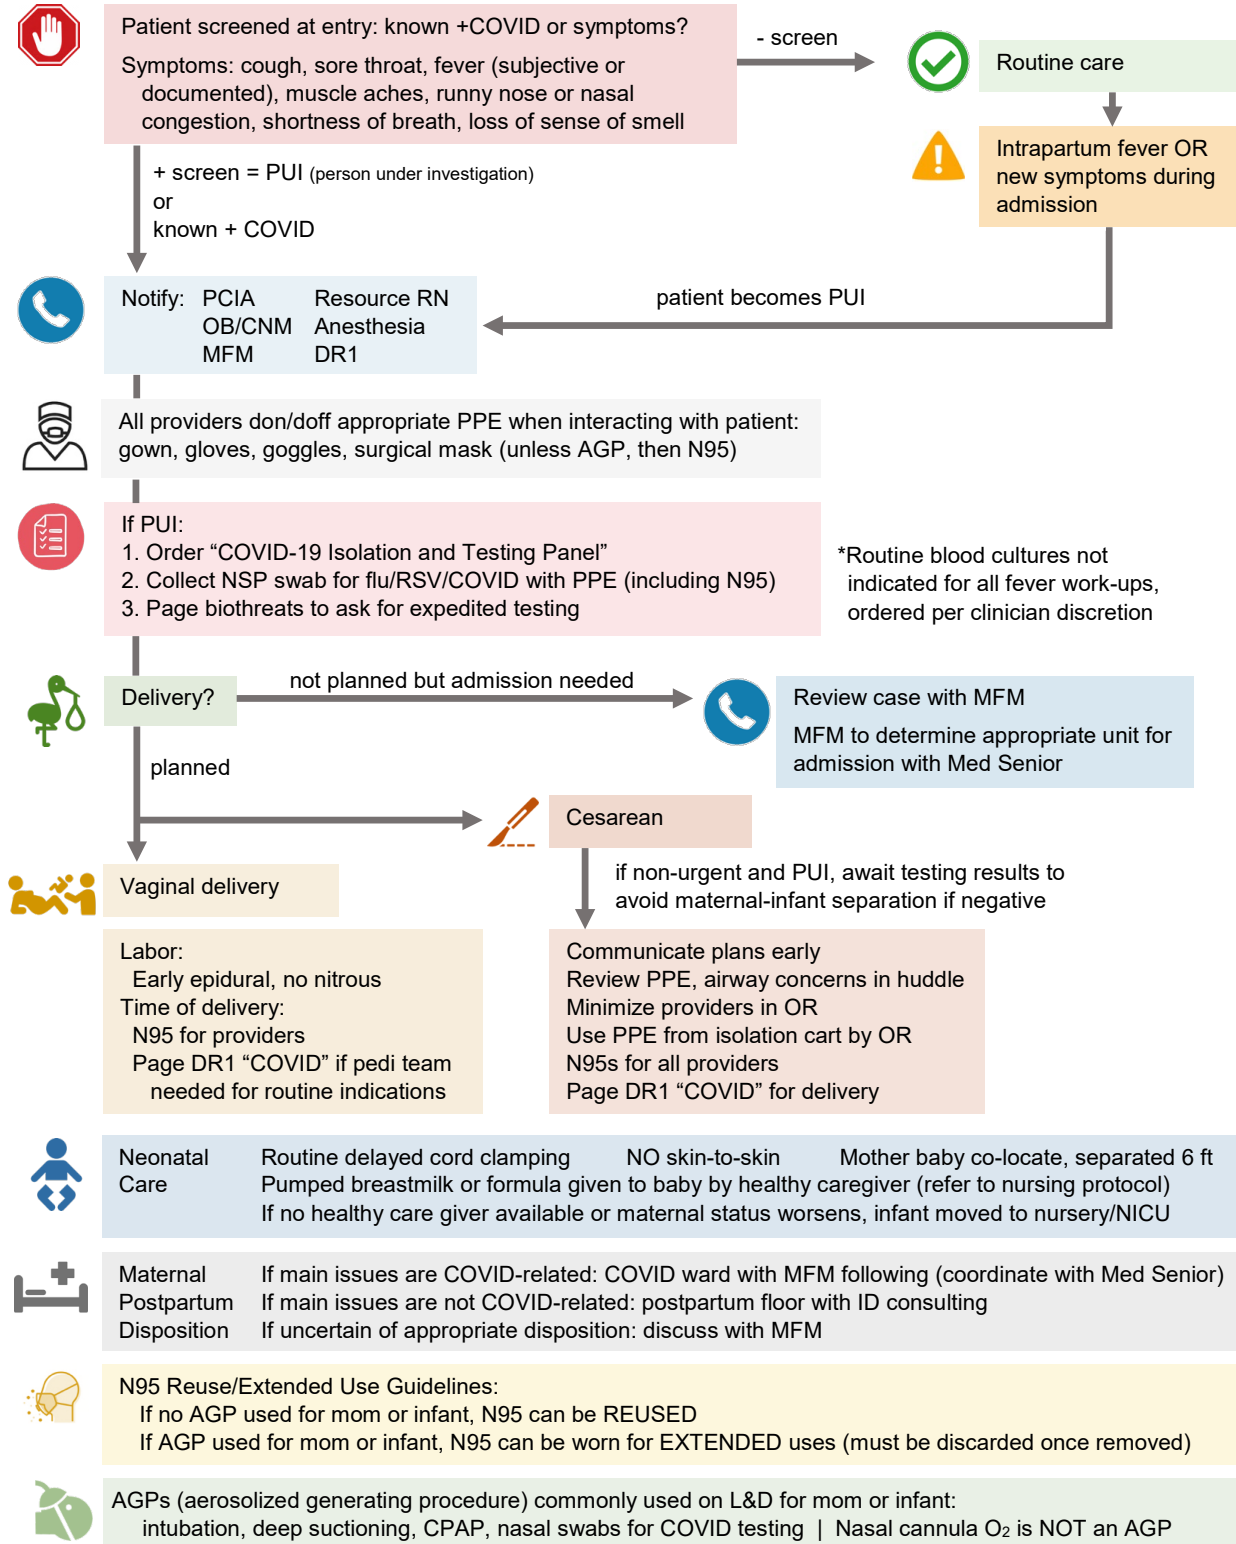 Patient screened at entry: known +COVID or symptoms?
Symptoms: cough, sore throat, fever (subjective or
documented), muscle aches, runny nose or nasal
congestion, shortness of breath, loss of sense of smell
- screen
Routine care
Intrapartum fever OR
new symptoms during
admission
+ screen = PUI (person under investigation)
or
known + COVID
patient becomes PUI
Notify: PCIA Resource RN
OB/CNM Anesthesia
MFM DR1
All providers don/doff appropriate PPE when interacting with patient:
gown, gloves, goggles, surgical mask (unless AGP, then N95)
If PUI:
1. Order “COVID-19 Isolation and Testing Panel”
2. Collect NSP swab for flu/RSV/COVID with PPE (including N95)
3. Page biothreats to ask for expedited testing
*Routine blood cultures not
indicated for all fever work-ups,
ordered per clinician discretion
Delivery?
not planned but admission needed
Review case with MFM
MFM to determine appropriate unit for
admission with Med Senior
planned
Cesarean
if non-urgent and PUI, await testing results to
avoid maternal-infant separation if negative
Vaginal delivery
Labor:
Early epidural, no nitrous
Time of delivery:
N95 for providers
Page DR1 “COVID” if pedi team
needed for routine indications
Communicate plans early
Review PPE, airway concerns in huddle
Minimize providers in OR
Use PPE from isolation cart by OR
N95s for all providers
Page DR1 “COVID” for delivery
Neonatal Routine delayed cord clamping NO skin-to-skin Mother baby co-locate, separated 6 ft
Care Pumped breastmilk or formula given to baby by healthy caregiver (refer to nursing protocol)
If no healthy care giver available or maternal status worsens, infant moved to nursery/NICU
Maternal If main issues are COVID-related: COVID ward with MFM following (coordinate with Med Senior)
Postpartum If main issues are not COVID-related: postpartum floor with ID consulting
Disposition If uncertain of appropriate disposition: discuss with MFM
N95 Reuse/Extended Use Guidelines:
If no AGP used for mom or infant, N95 can be REUSED
If AGP used for mom or infant, N95 can be worn for EXTENDED uses (must be discarded once removed)
AGPs (aerosolized generating procedure) commonly used on L&D for mom or infant:
intubation, deep suctioning, CPAP, nasal swabs for COVID testing | Nasal cannula O₂ is NOT an AGP